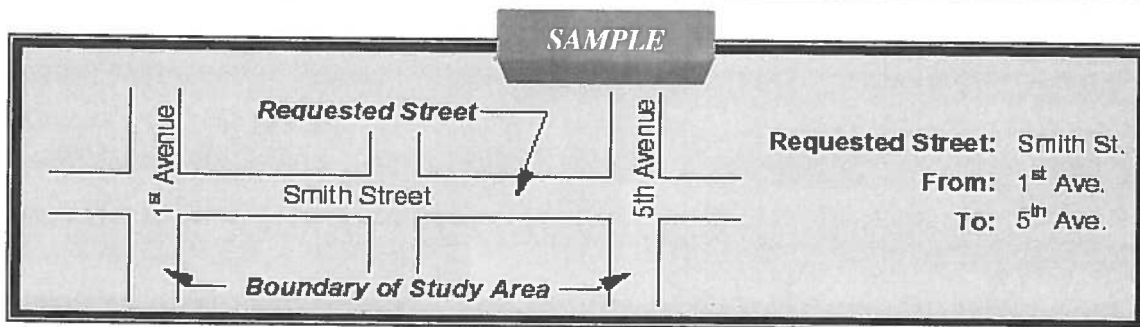 SAMPLE
Requested Street
1st Avenue
Smith Street
5th Avenue
Boundary of Study Area
Requested Street: Smith St.
From: 1st Ave.
To: 5th Ave.